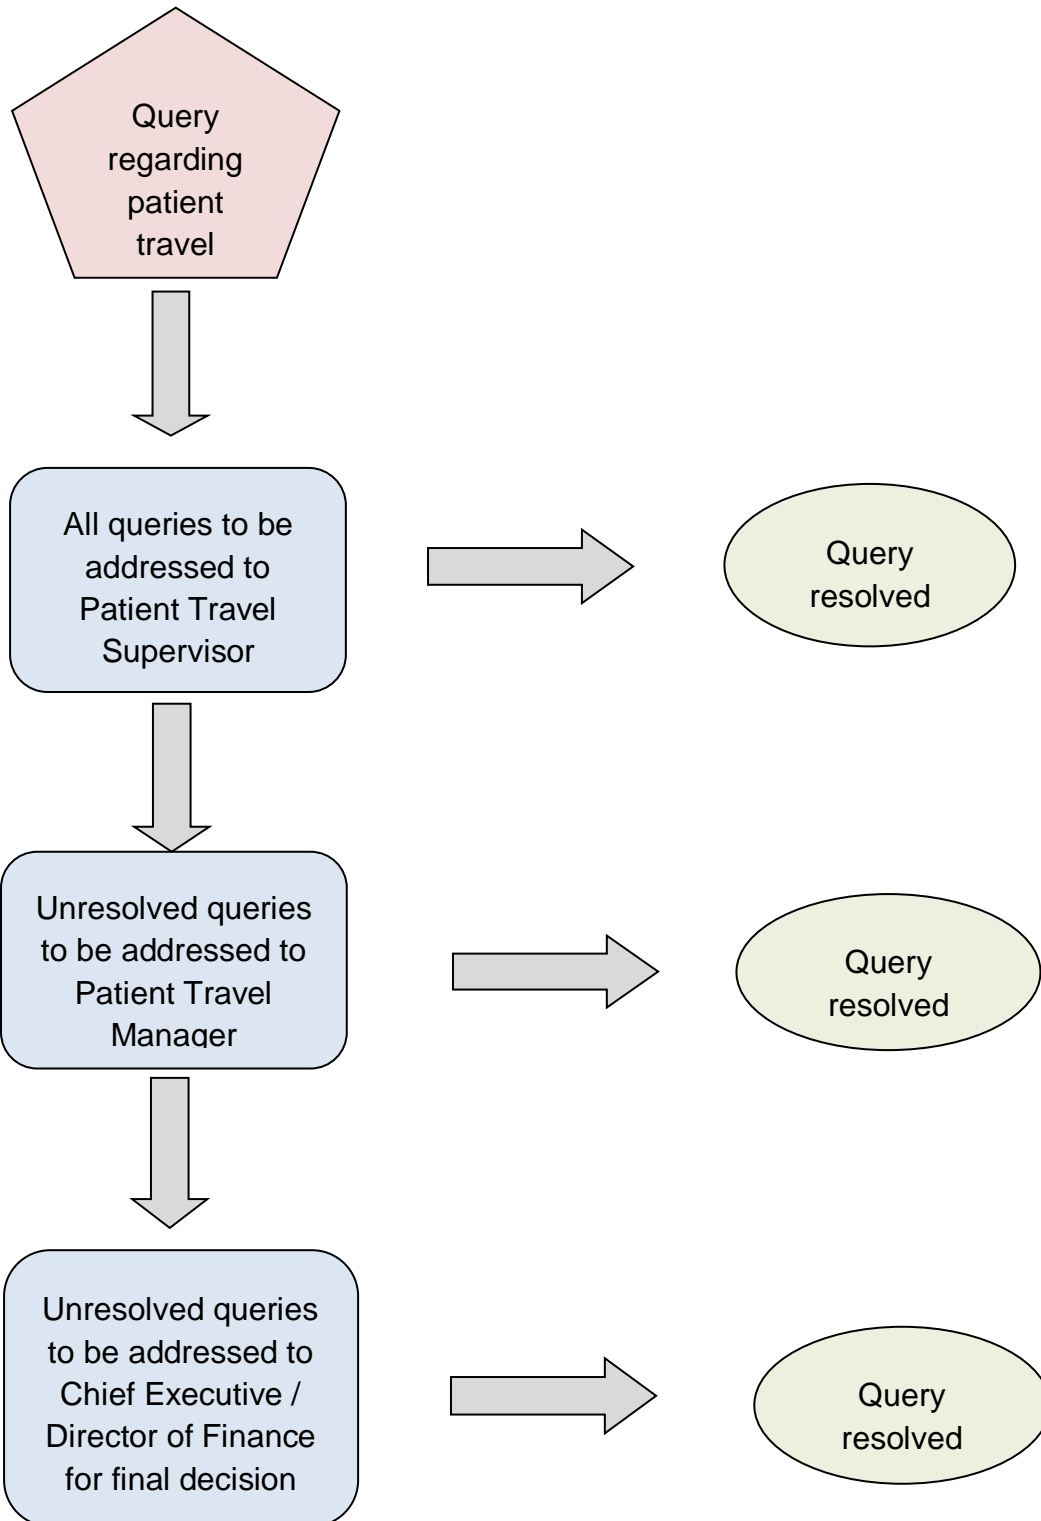 Query
regarding
patient
travel
All queries to be
addressed to
Patient Travel
Supervisor
Query
resolved
Unresolved queries
to be addressed to
Patient Travel
Manager
Query
resolved
Unresolved queries
to be addressed to
Chief Executive /
Director of Finance
for final decision
Query
resolved